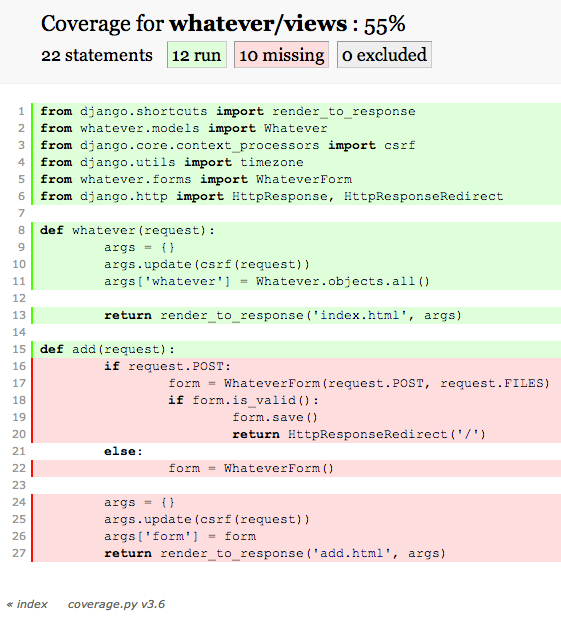 Coverage for whatever/views : 55%
22 statements 12 run 10 missing 0 excluded
1 from django.shortcuts import render_to_response
2 from whatever.models import Whatever
3 from django.core.context_processors import csrf
4 from django.utils import timezone
5 from whatever.forms import WhateverForm
6 from django.http import HttpResponse, HttpResponseRedirect
7
8 def whatever(request):
9         args = {}
10         args.update(csrf(request))
11         args['whatever'] = Whatever.objects.all()
12
13         return render_to_response('index.html', args)
14
15 def add(request):
16         if request.POST:
17                 form = WhateverForm(request.POST, request.FILES)
18                 if form.is_valid():
19                         form.save()
20                         return HttpResponseRedirect('/')
21         else:
22                 form = WhateverForm()
23
24         args = {}
25         args.update(csrf(request))
26         args['form'] = form
27         return render_to_response('add.html', args)
« index coverage.py v3.6